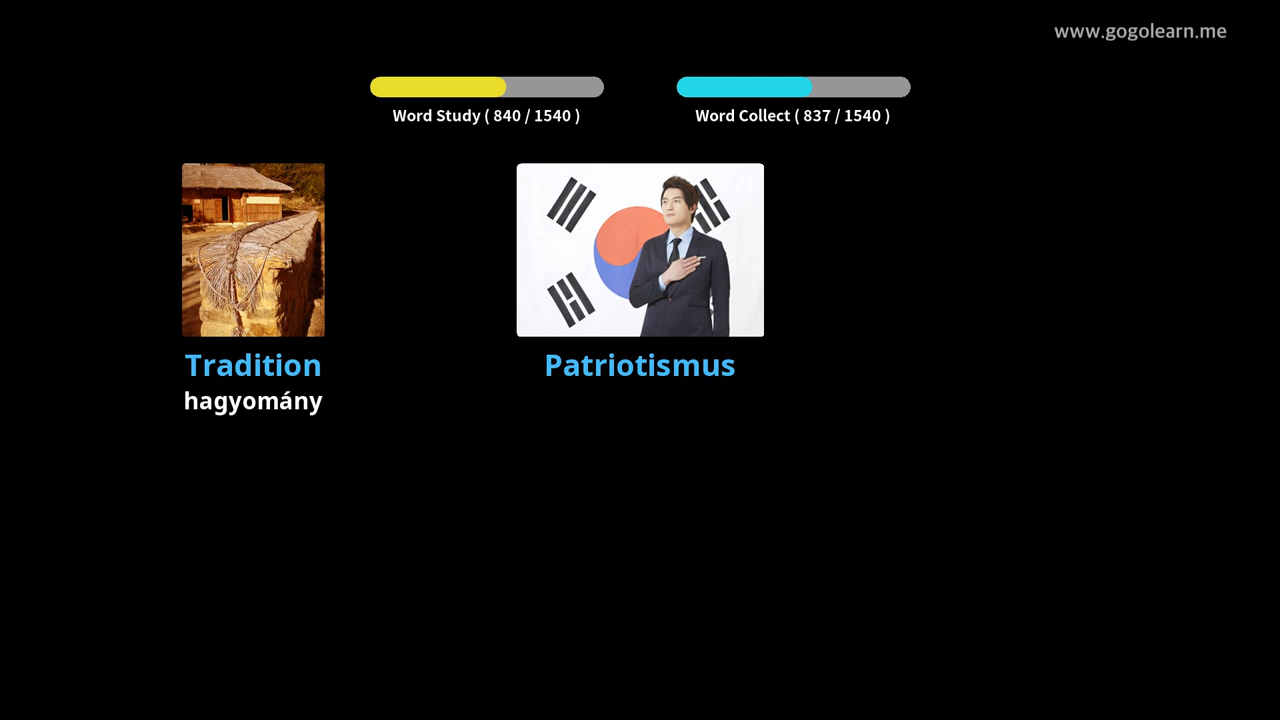 www.gogolearn.me
Word Study ( 840 / 1540 )
Word Collect ( 837 / 1540 )
Tradition
hagyomány
Patriotismus